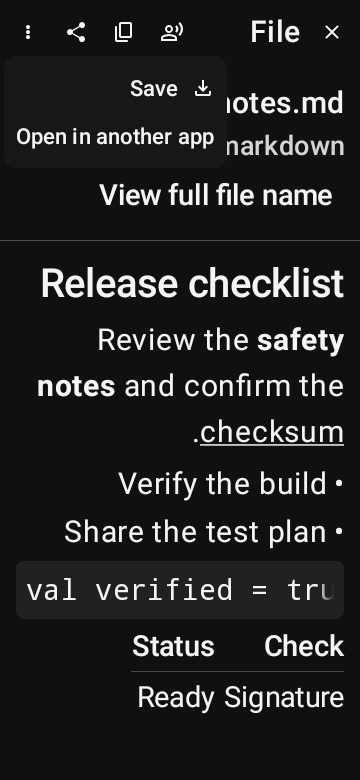 File
Save
Open in another app
notes.md
markdown
View full file name
Release checklist
Review the safety
notes and confirm the
.checksum
Verify the build •
Share the test plan •
val verified = tru
Status Check
Ready Signature